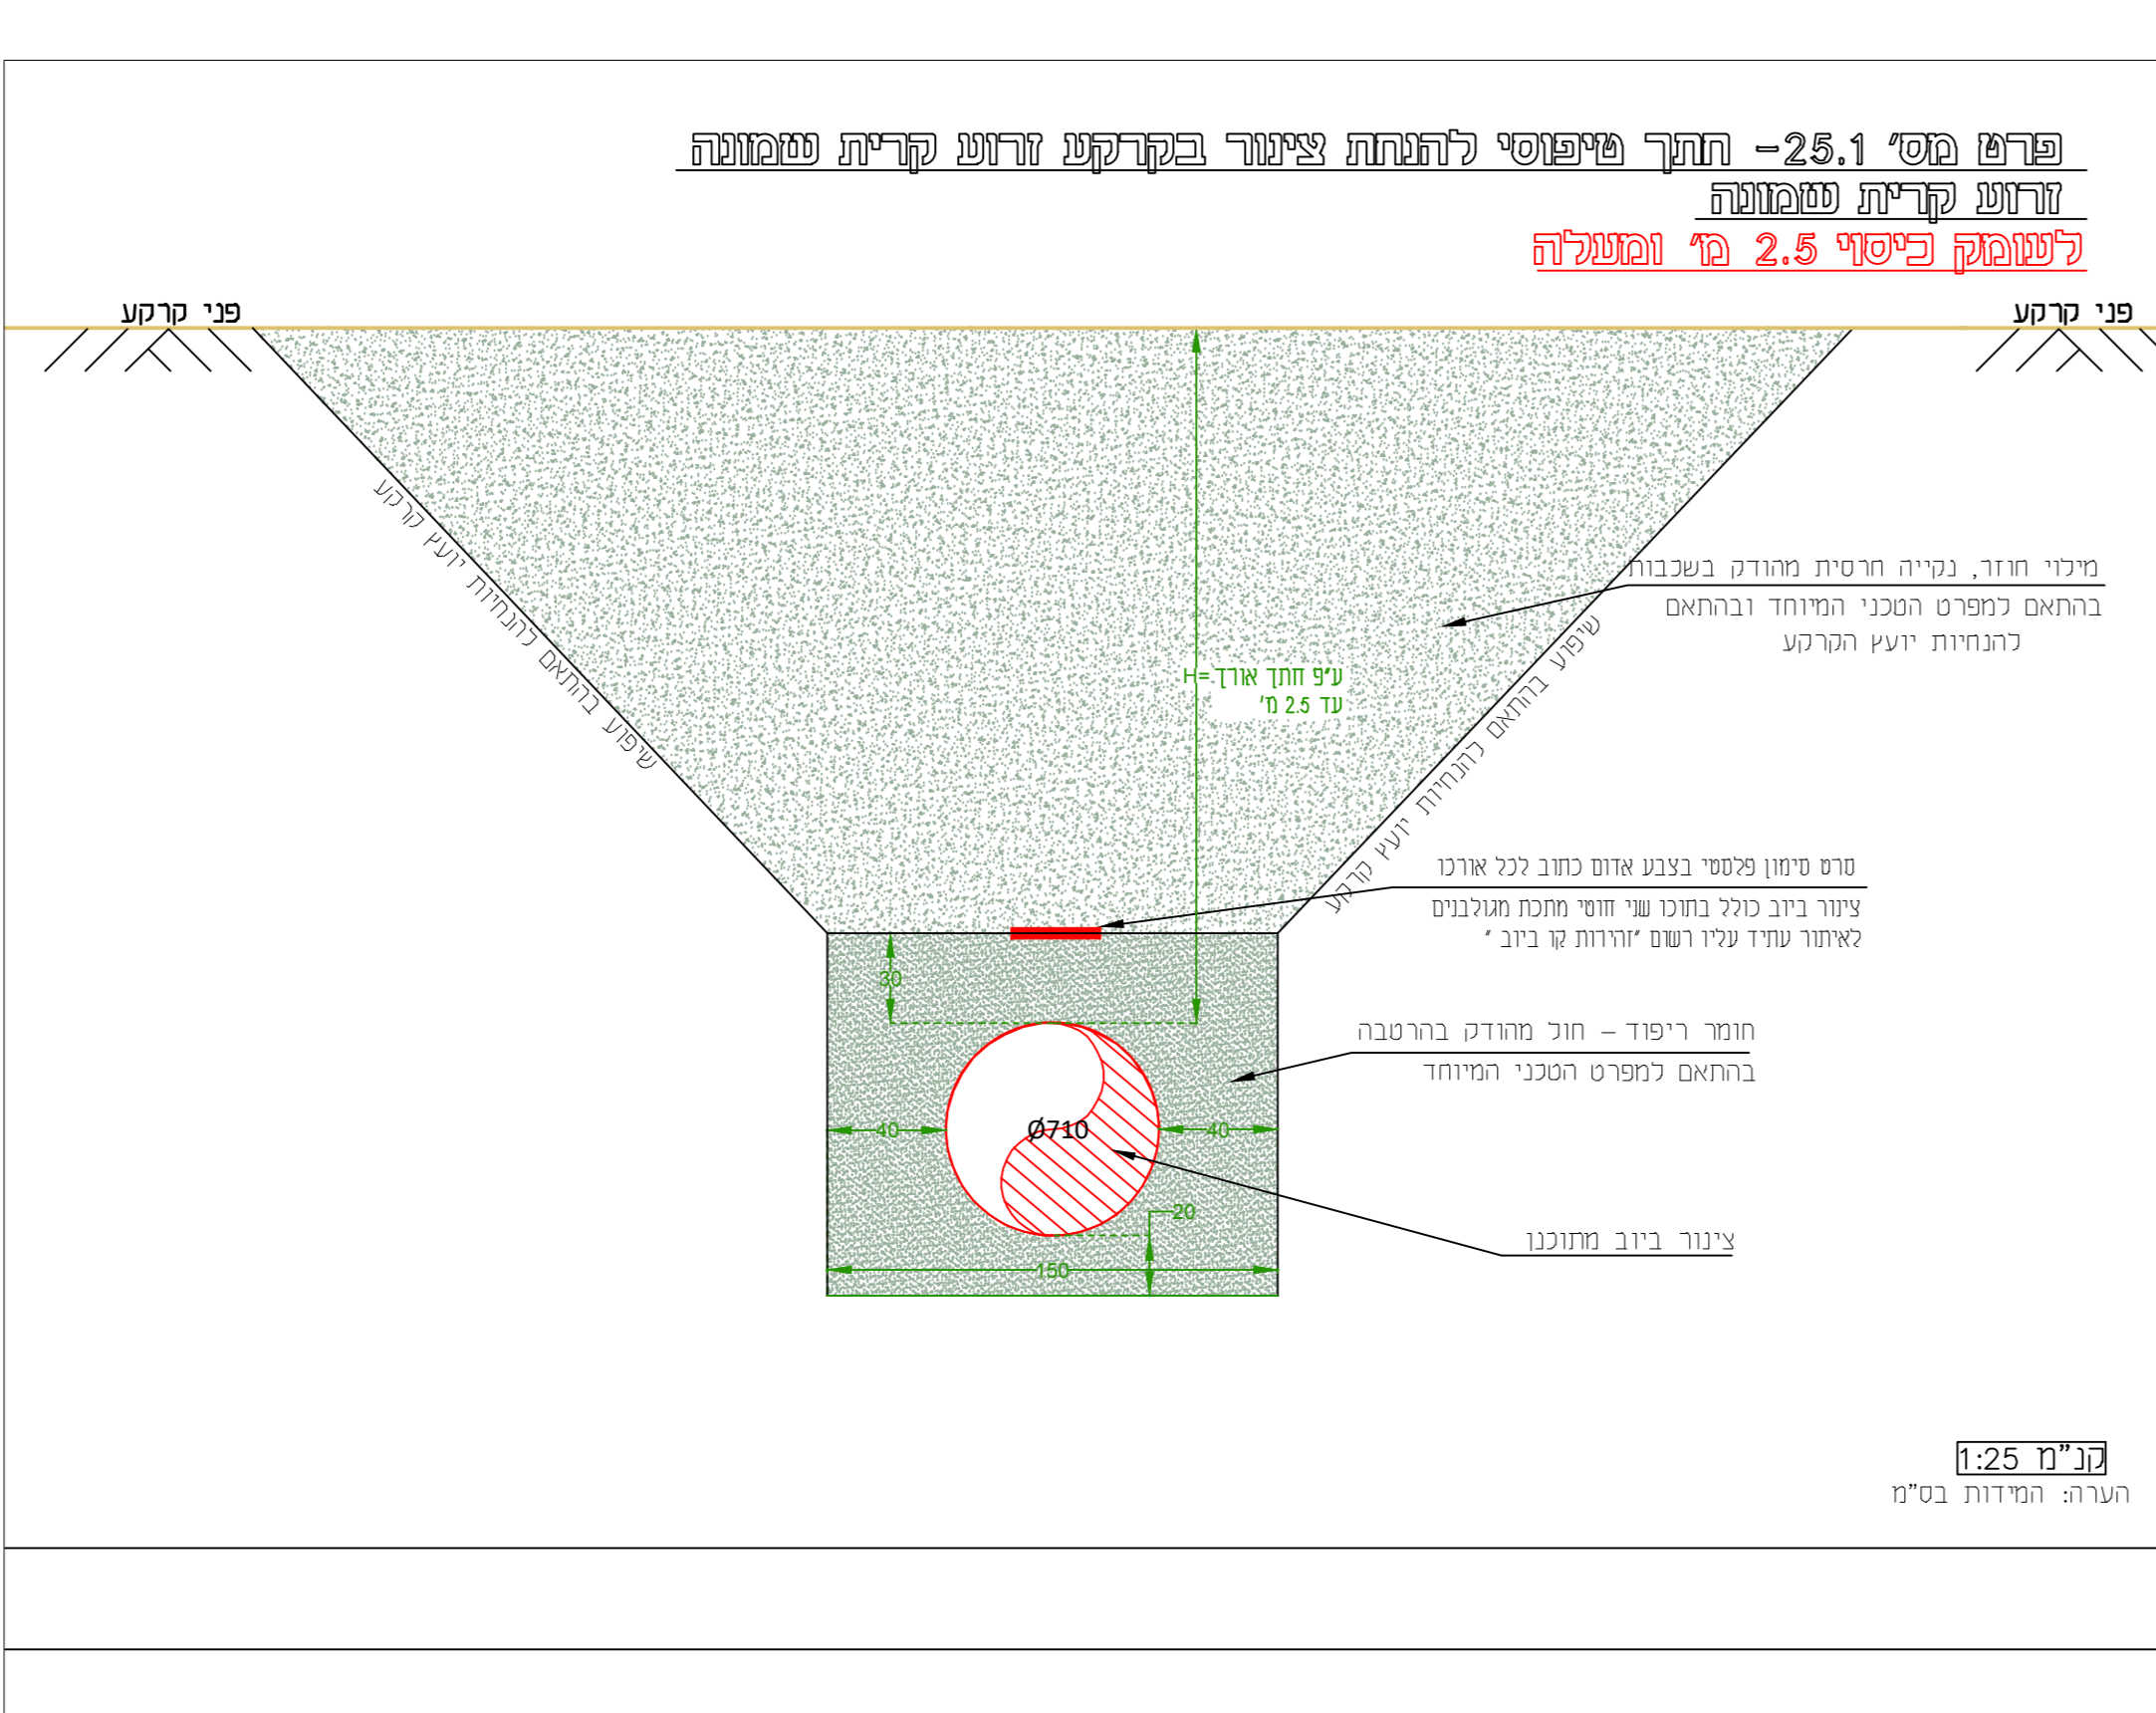 פרט מס' 25.1- חתך טיפוסי להנחת צינור בקרקע זרוע קרית שמונה
זרוע קרית שמונה
לעומק כיסוי 2.5 מ' ומעלה
פני קרקע
פני קרקע
שיפוע בהתאם להנחיות יועץ קרקע
שיפוע בהתאם להנחיות יועץ קרקע
מילוי חוזר, נקייה חרסית מהודק בשכבות
בהתאם למפרט הטכני המיוחד ובהתאם
להנחיות יועץ הקרקע
ע"פ חתך אורך =H
עד 2.5 מ'
סרט סימון פלסטי בצבע אדום כתוב לכל אורכו
צינור ביוב כולל בתוכו שני חוטי מתכת מגולבנים
לאיתור עתיד עליו רשום "זהירות קו ביוב "
30
חומר ריפוד – חול מהודק בהרטבה
בהתאם למפרט הטכני המיוחד
40
Ø710
40
20
צינור ביוב מתוכנן
150
קנ"מ 1:25
הערה: המידות בס"מ